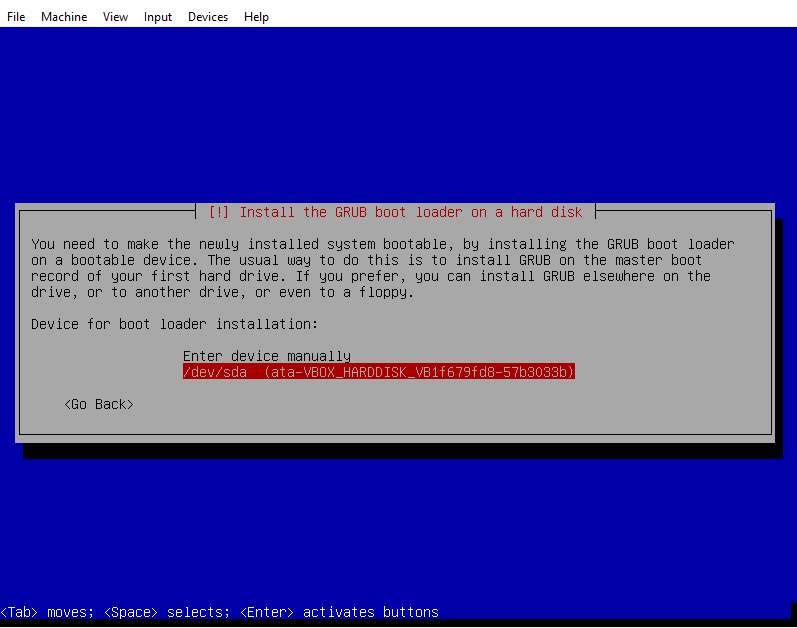 File Machine View Input Devices Help
[!] Install the GRUB boot loader on a hard disk
You need to make the newly installed system bootable, by installing the GRUB boot loader
on a bootable device. The usual way to do this is to install GRUB on the master boot
record of your first hard drive. If you prefer, you can install GRUB elsewhere on the
drive, or to another drive, or even to a floppy.
Device for boot loader installation:
Enter device manually
/dev/sda (ata-VBOX_HARDDISK_VB1f679fd8-57b3033b)
<Go Back>
<Tab> moves; <Space> selects; <Enter> activates buttons